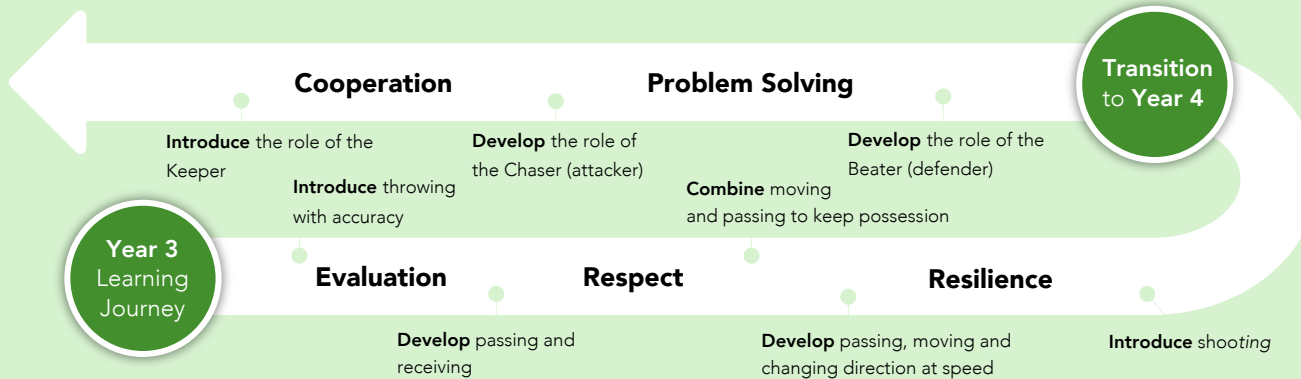 Cooperation
Problem Solving
Transition
to Year 4
Introduce the role of the
Keeper
Develop the role of
the Chaser (attacker)
Develop the role of the
Beater (defender)
Introduce throwing
with accuracy
Combine moving
and passing to keep possession
Year 3
Learning
Journey
Evaluation
Respect
Resilience
Develop passing and
receiving
Develop passing, moving and
changing direction at speed
Introduce shooting